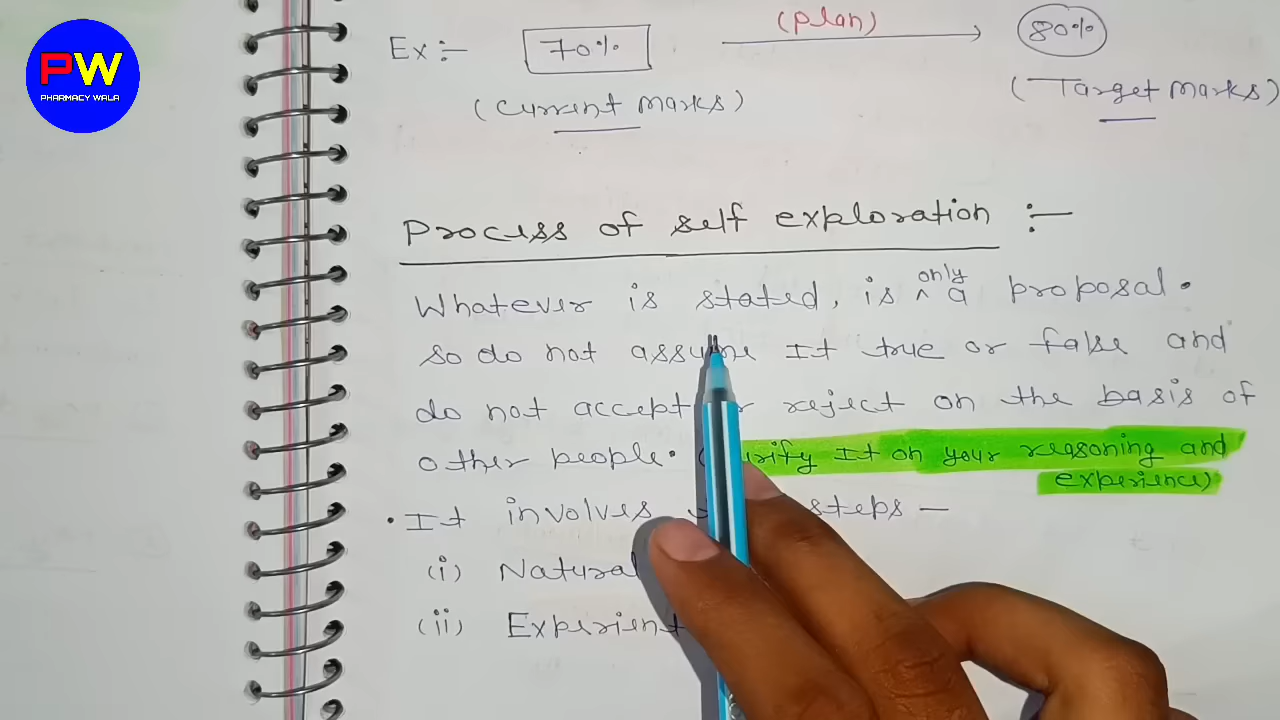 PW
PHARMACY WALA
Ex :- 70% (plan) 80%
(Current marks) (Target marks)
Process of self exploration :-
Whatever is stated, is only a proposal.
so do not assume It true or false and
do not accept reject on the basis of
other people. It on your reasoning and
experience)
• It involves steps -
(i) Natural
(ii)